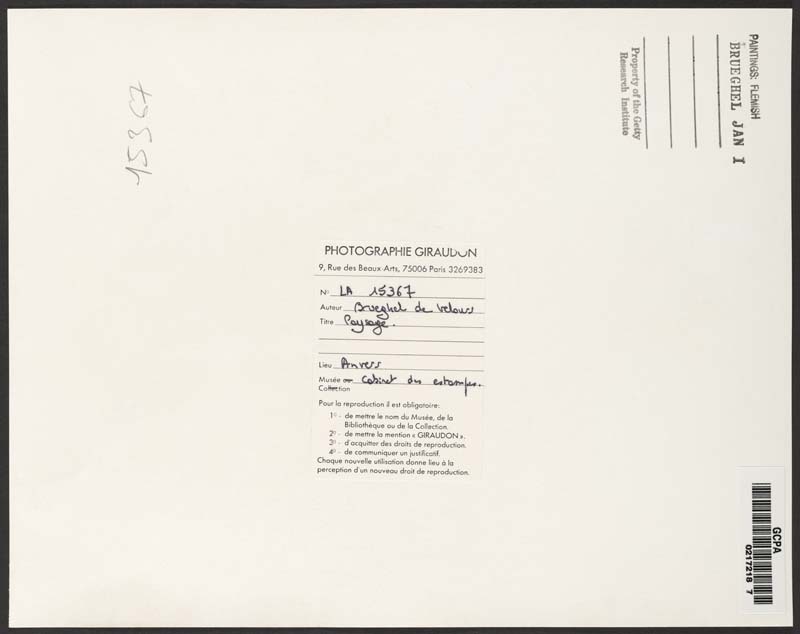 15367
PAINTINGS: FLEMISH
BRUEGHEL JAN I
Property of the Getty
Research Institute
PHOTOGRAPHIE GIRAUDON
9, Rue des Beaux-Arts, 75006 Paris 3269383
N° LA 15367
Auteur Brueghel de Velours
Titre Paysage.
Lieu Anvers
Musée ou Cabinet des estampes.
Collection
Pour la reproduction il est obligatoire:
1° - de mettre le nom du Musée, de la
Bibliothèque ou de la Collection.
2° - de mettre la mention « GIRAUDON ».
3° - d'acquitter des droits de reproduction.
4° - de communiquer un justificatif.
Chaque nouvelle utilisation donne lieu à la
perception d'un nouveau droit de reproduction.
GCPA
0217218 7